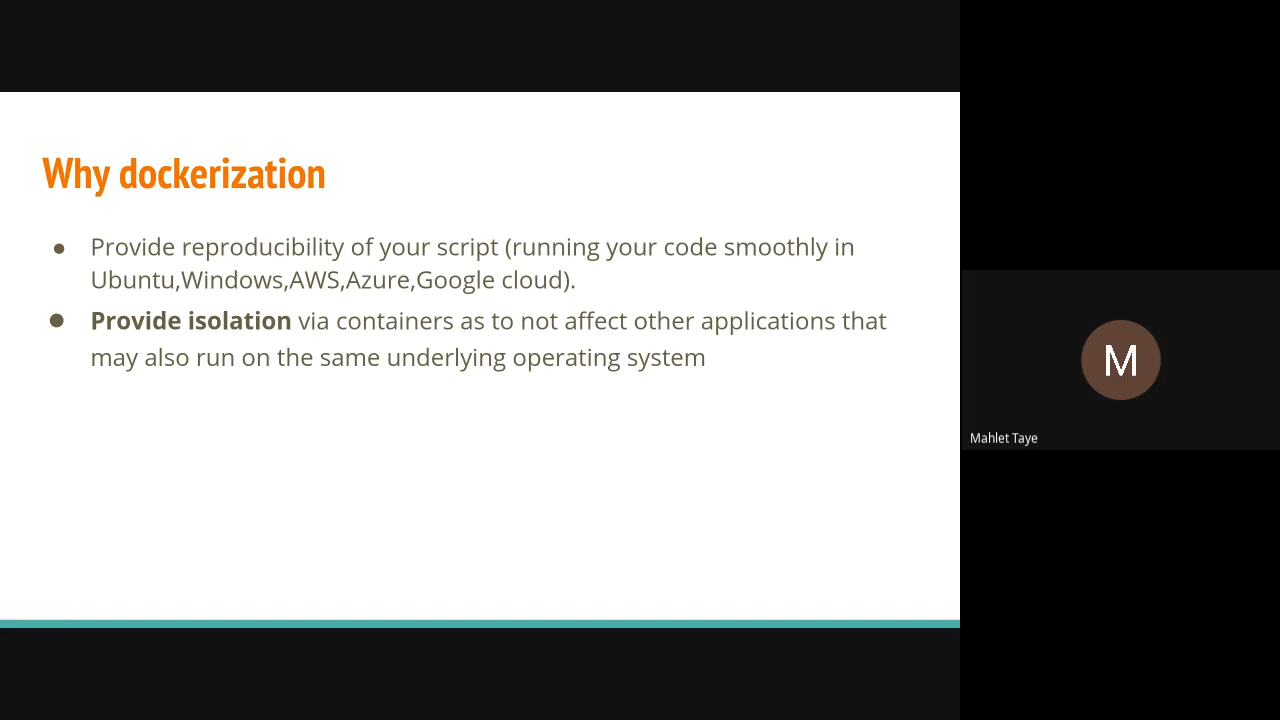 Why dockerization
● Provide reproducibility of your script (running your code smoothly in
Ubuntu,Windows,AWS,Azure,Google cloud).
● Provide isolation via containers as to not affect other applications that
may also run on the same underlying operating system
M
Mahlet Taye